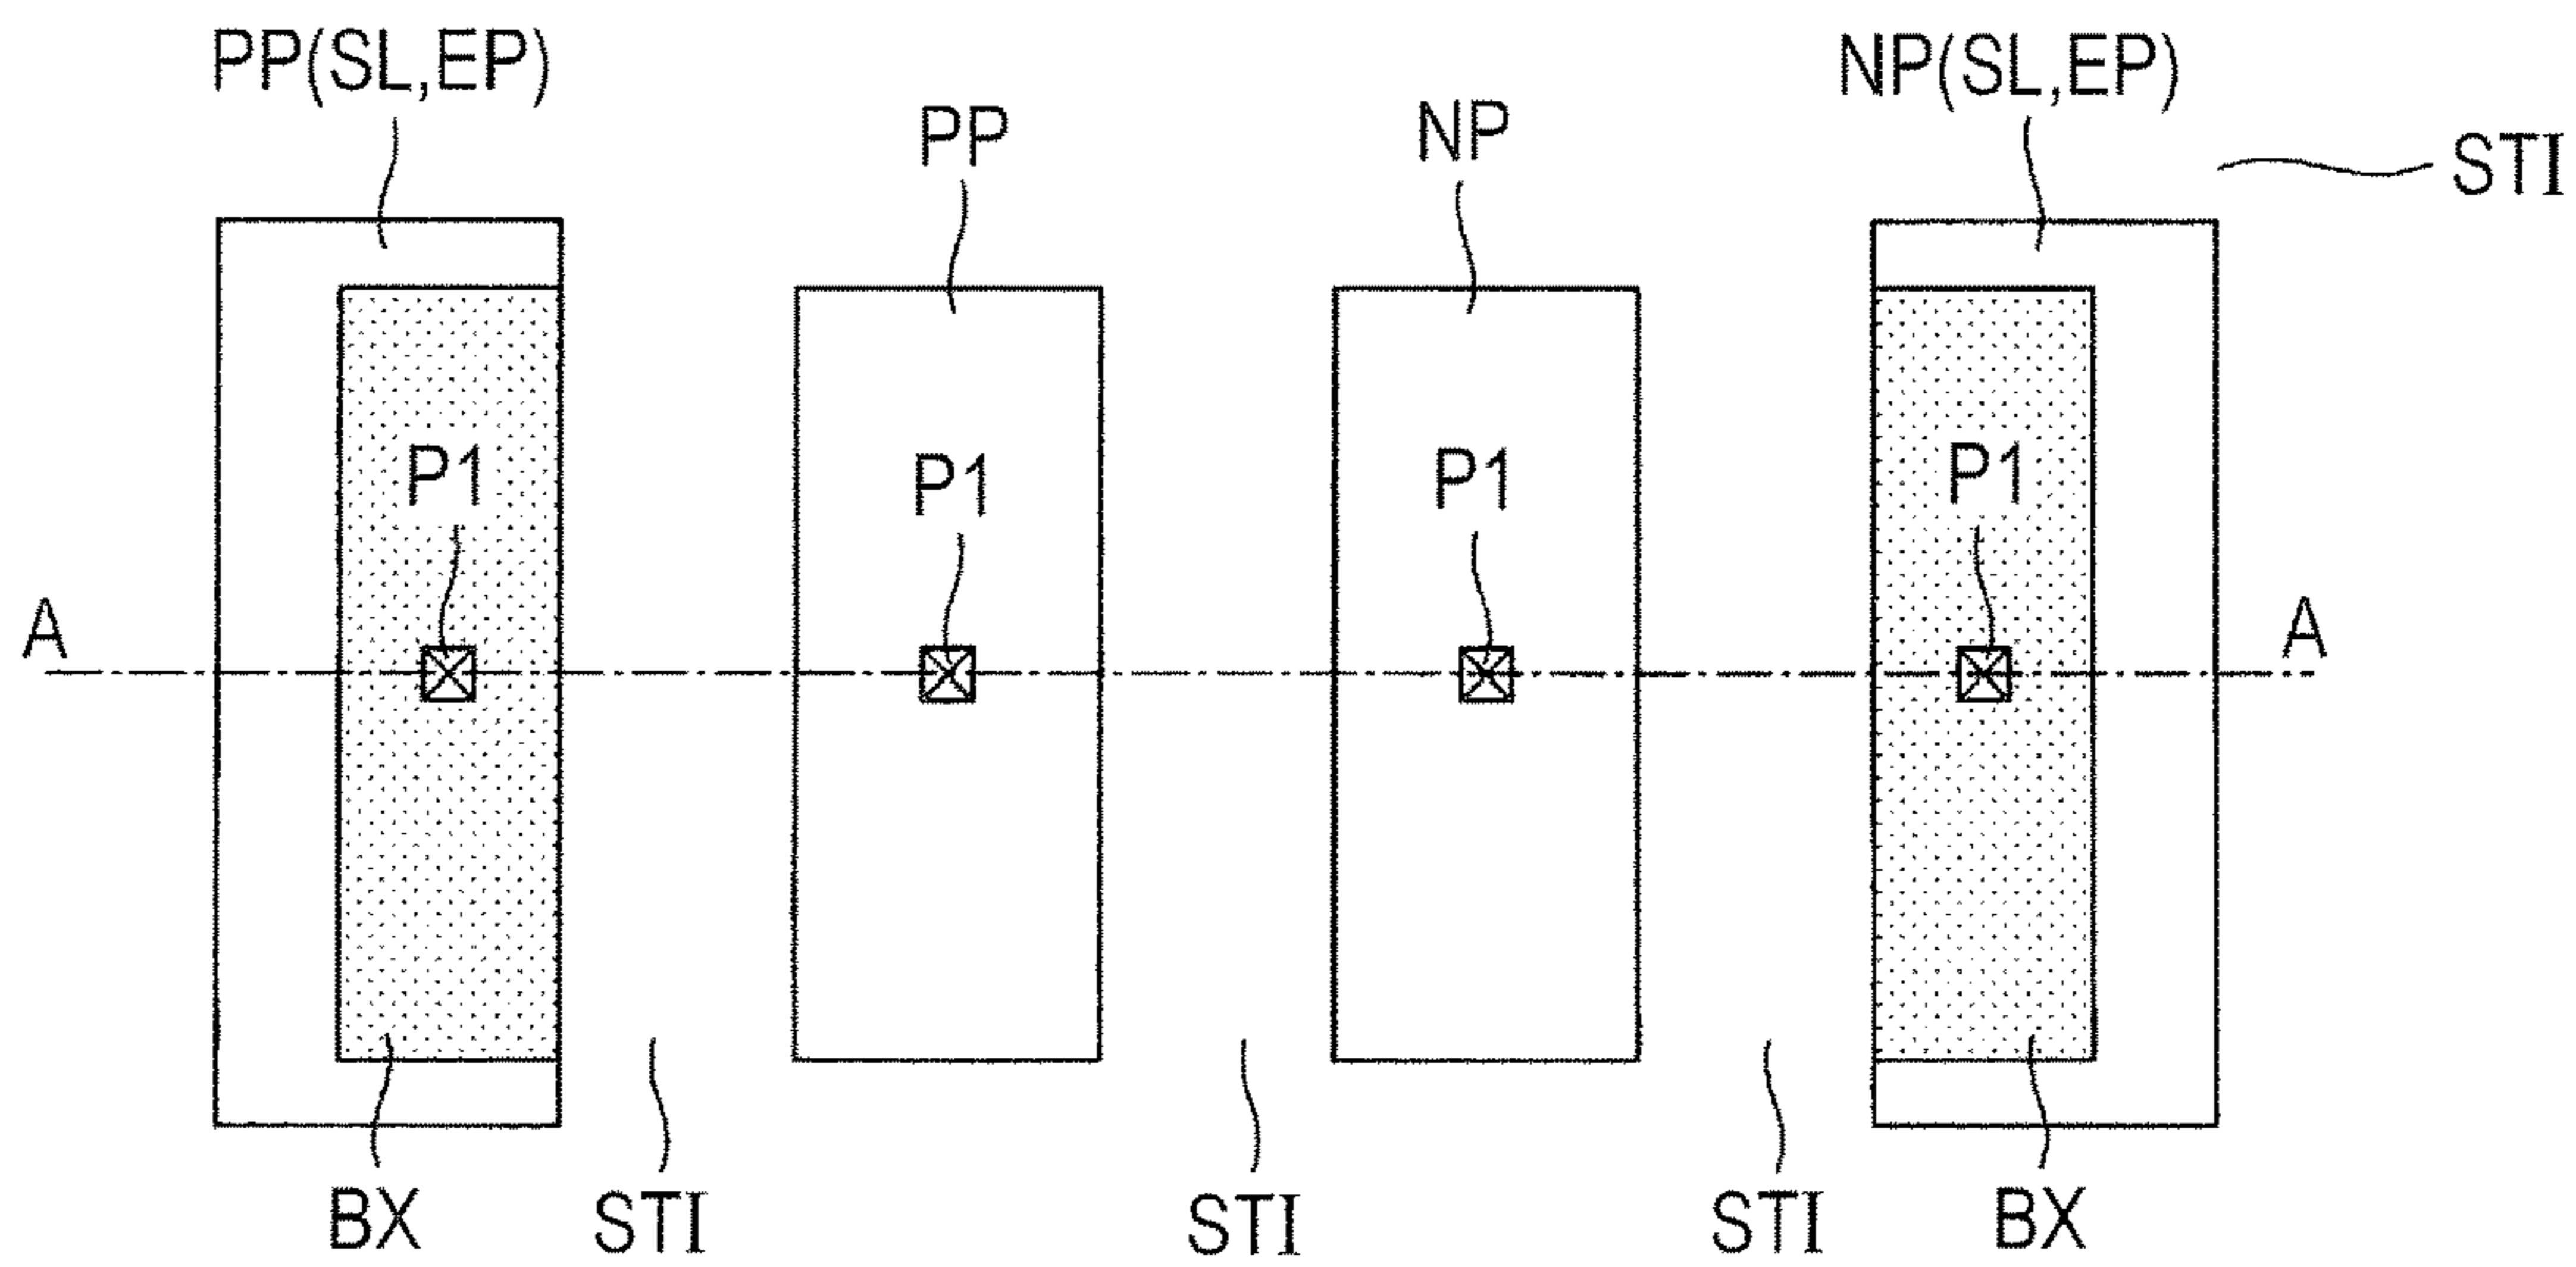 PP(SL,EP)
NP(SL,EP)
PP
NP
STI
P1
P1
P1
P1
A
A
BX
STI
STI
STI
BX